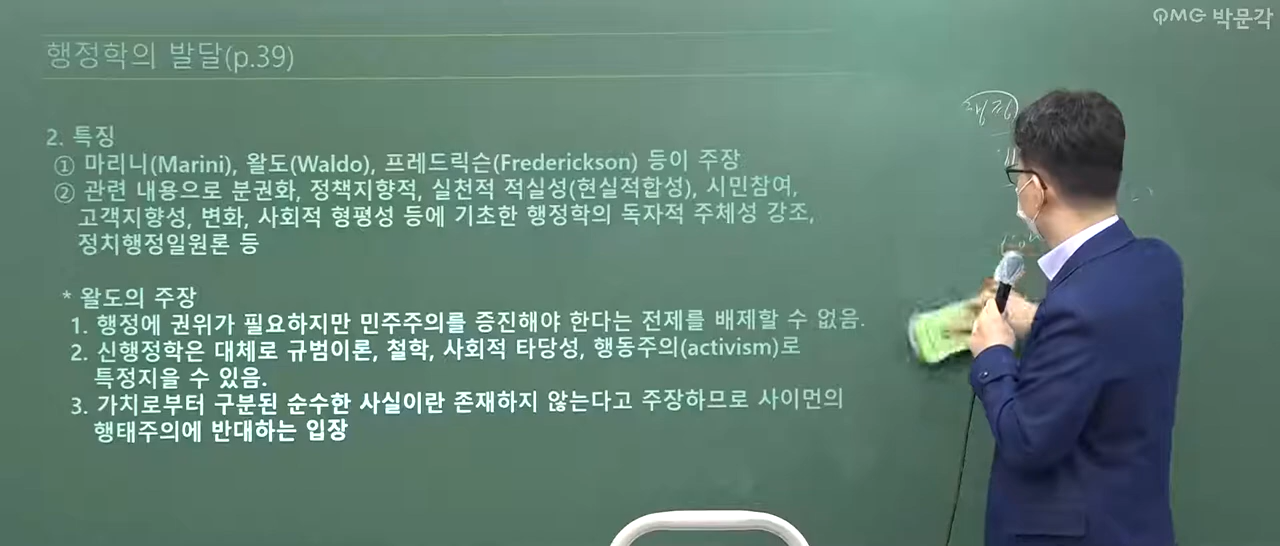 PMG 박문각
행정학의 발달(p.39)
2. 특징
① 마리니(Marini), 왈도(Waldo), 프레드릭슨(Frederickson) 등이 주장
② 관련 내용으로 분권화, 정책지향적, 실천적 적실성(현실적합성), 시민참여,
고객지향성, 변화, 사회적 형평성 등에 기초한 행정학의 독자적 주체성 강조,
정치행정일원론 등
* 왈도의 주장
1. 행정에 권위가 필요하지만 민주주의를 증진해야 한다는 전제를 배제할 수 없음.
2. 신행정학은 대체로 규범이론, 철학, 사회적 타당성, 행동주의(activism)로
특정지을 수 있음.
3. 가치로부터 구분된 순수한 사실이란 존재하지 않는다고 주장하므로 사이먼의
행태주의에 반대하는 입장
행정